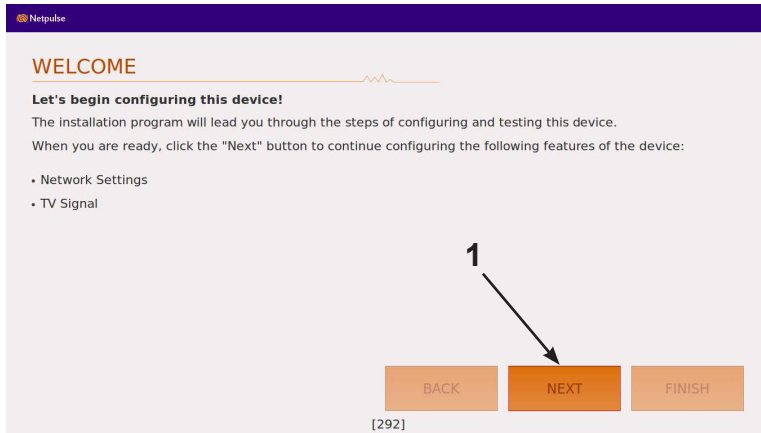 Netpulse
WELCOME
Let's begin configuring this device!
The installation program will lead you through the steps of configuring and testing this device.
When you are ready, click the "Next" button to continue configuring the following features of the device:
• Network Settings
• TV Signal
1
BACK NEXT FINISH
[292]